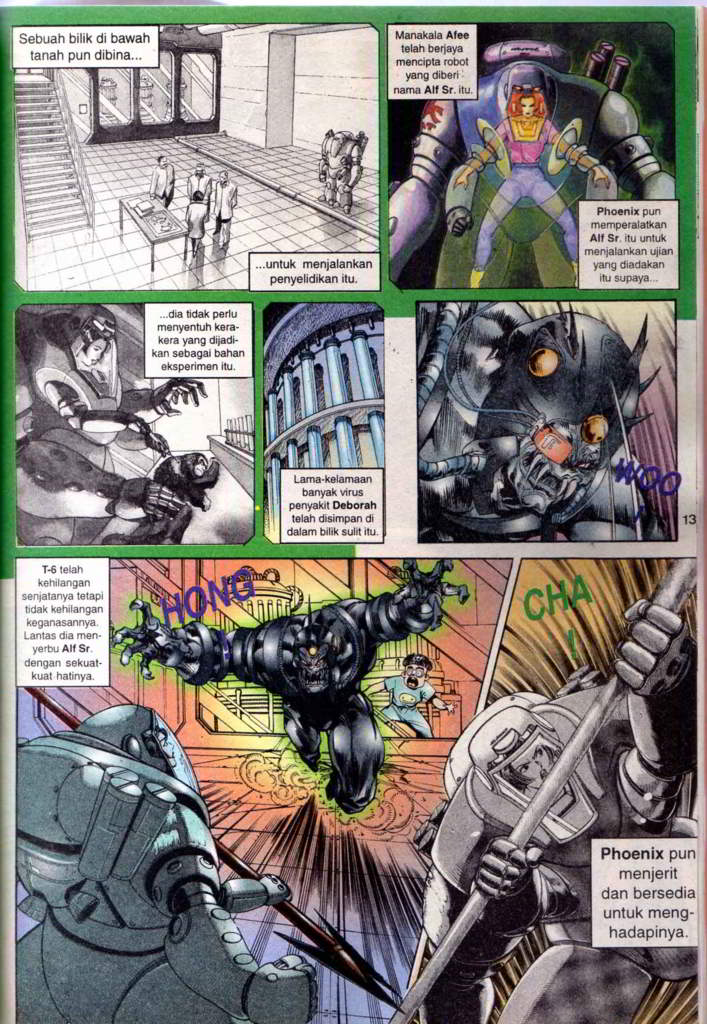 Sebuah bilik di bawah
tanah pun dibina...
...untuk menjalankan
penyelidikan itu.
Manakala Afee
telah berjaya
mencipta robot
yang diberi
nama Alf Sr. itu.
Phoenix pun
memperalatkan
Alf Sr. itu untuk
menjalankan ujian
yang diadakan
itu supaya...
...dia tidak perlu
menyentuh kera-
kera yang dijadi-
kan sebagai bahan
eksperimen itu.
Lama-kelamaan
banyak virus
penyakit Deborah
telah disimpan di
dalam bilik sulit itu.
WOO
!
13
T-6 telah
kehilangan
senjatanya tetapi
tidak kehilangan
keganasannya.
Lantas dia men-
yerbu Alf Sr.
dengan sekuat-
kuat hatinya.
HONG
!
CHA
!
Phoenix pun
menjerit
dan bersedia
untuk meng-
hadapinya.